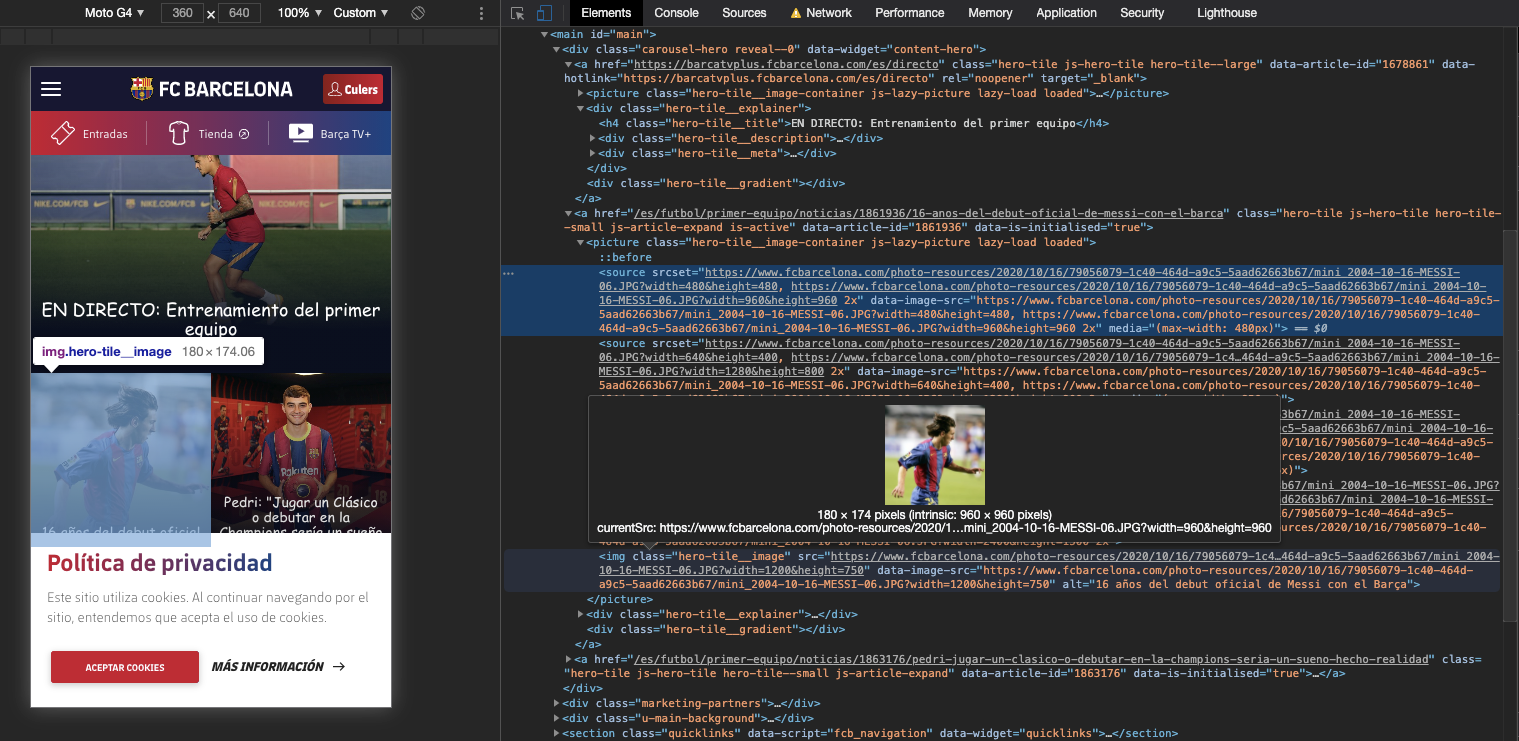 Moto G4 ▼ 360 x 640 100% ▼ Custom ▼
Elements Console Sources Network Performance Memory Application Security Lighthouse
FC BARCELONA
Culers
Entradas Tienda Barça TV+
NIKE.COM/FCB
EN DIRECTO: Entrenamiento del primer
equipo
img.hero-tile__image 180 × 174.06
16 años del debut oficial
Rakuten
Pedri: "Jugar un Clásico
o debutar en la
Champions sería un sueño
Política de privacidad
Este sitio utiliza cookies. Al continuar navegando por el
sitio, entendemos que acepta el uso de cookies.
ACEPTAR COOKIES MÁS INFORMACIÓN →
▼<main id="main">
▼<div class="carousel-hero reveal--0" data-widget="content-hero">
▼<a href="https://barcatvplus.fcbarcelona.com/es/directo" class="hero-tile js-hero-tile hero-tile--large" data-article-id="1678861" data-
hotlink="https://barcatvplus.fcbarcelona.com/es/directo" rel="noopener" target="_blank">
▶<picture class="hero-tile__image-container js-lazy-picture lazy-load loaded">…</picture>
▼<div class="hero-tile__explainer">
<h4 class="hero-tile__title">EN DIRECTO: Entrenamiento del primer equipo</h4>
▶<div class="hero-tile__description">…</div>
▶<div class="hero-tile__meta">…</div>
</div>
<div class="hero-tile__gradient"></div>
</a>
▼<a href="/es/futbol/primer-equipo/noticias/1861936/16-anos-del-debut-oficial-de-messi-con-el-barca" class="hero-tile js-hero-tile hero-tile-
-small js-article-expand is-active" data-article-id="1861936" data-is-initialised="true">
▼<picture class="hero-tile__image-container js-lazy-picture lazy-load loaded">
::before
<source srcset="https://www.fcbarcelona.com/photo-resources/2020/10/16/79056079-1c40-464d-a9c5-5aad62663b67/mini_2004-10-16-MESSI-
06.JPG?width=480&height=480, https://www.fcbarcelona.com/photo-resources/2020/10/16/79056079-1c40-464d-a9c5-5aad62663b67/mini_2004-10-
16-MESSI-06.JPG?width=960&height=960 2x" data-image-src="https://www.fcbarcelona.com/photo-resources/2020/10/16/79056079-1c40-464d-a9c5-
5aad62663b67/mini_2004-10-16-MESSI-06.JPG?width=480&height=480, https://www.fcbarcelona.com/photo-resources/2020/10/16/79056079-1c40-
464d-a9c5-5aad62663b67/mini_2004-10-16-MESSI-06.JPG?width=960&height=960 2x" media="(max-width: 480px)"> == $0
<source srcset="https://www.fcbarcelona.com/photo-resources/2020/10/16/79056079-1c40-464d-a9c5-5aad62663b67/mini_2004-10-16-MESSI-
06.JPG?width=640&height=400, https://www.fcbarcelona.com/photo-resources/2020/10/16/79056079-1c4…464d-a9c5-5aad62663b67/mini_2004-10-16-
MESSI-06.JPG?width=1280&height=800 2x" data-image-src="https://www.fcbarcelona.com/photo-resources/2020/10/16/79056079-1c40-464d-a9c5-
5aad62663b67/mini_2004-10-16-MESSI-06.JPG?width=640&height=400, https://www.fcbarcelona.com/photo-resources/2020/10/16/79056079-1c40-
180 × 174 pixels (intrinsic: 960 × 960 pixels)
currentSrc: https://www.fcbarcelona.com/photo-resources/2020/1…mini_2004-10-16-MESSI-06.JPG?width=960&height=960
<img class="hero-tile__image" src="https://www.fcbarcelona.com/photo-resources/2020/10/16/79056079-1c4…464d-a9c5-5aad62663b67/mini_2004-
10-16-MESSI-06.JPG?width=1200&height=750" data-image-src="https://www.fcbarcelona.com/photo-resources/2020/10/16/79056079-1c40-464d-
a9c5-5aad62663b67/mini_2004-10-16-MESSI-06.JPG?width=1200&height=750" alt="16 años del debut oficial de Messi con el Barça">
</picture>
▶<div class="hero-tile__explainer">…</div>
<div class="hero-tile__gradient"></div>
</a>
▶<a href="/es/futbol/primer-equipo/noticias/1863176/pedri-jugar-un-clasico-o-debutar-en-la-champions-seria-un-sueno-hecho-realidad" class=
"hero-tile js-hero-tile hero-tile--small js-article-expand" data-article-id="1863176" data-is-initialised="true">…</a>
</div>
▶<div class="marketing-partners">…</div>
▶<div class="u-main-background">…</div>
▶<section class="quicklinks" data-script="fcb_navigation" data-widget="quicklinks">…</section>